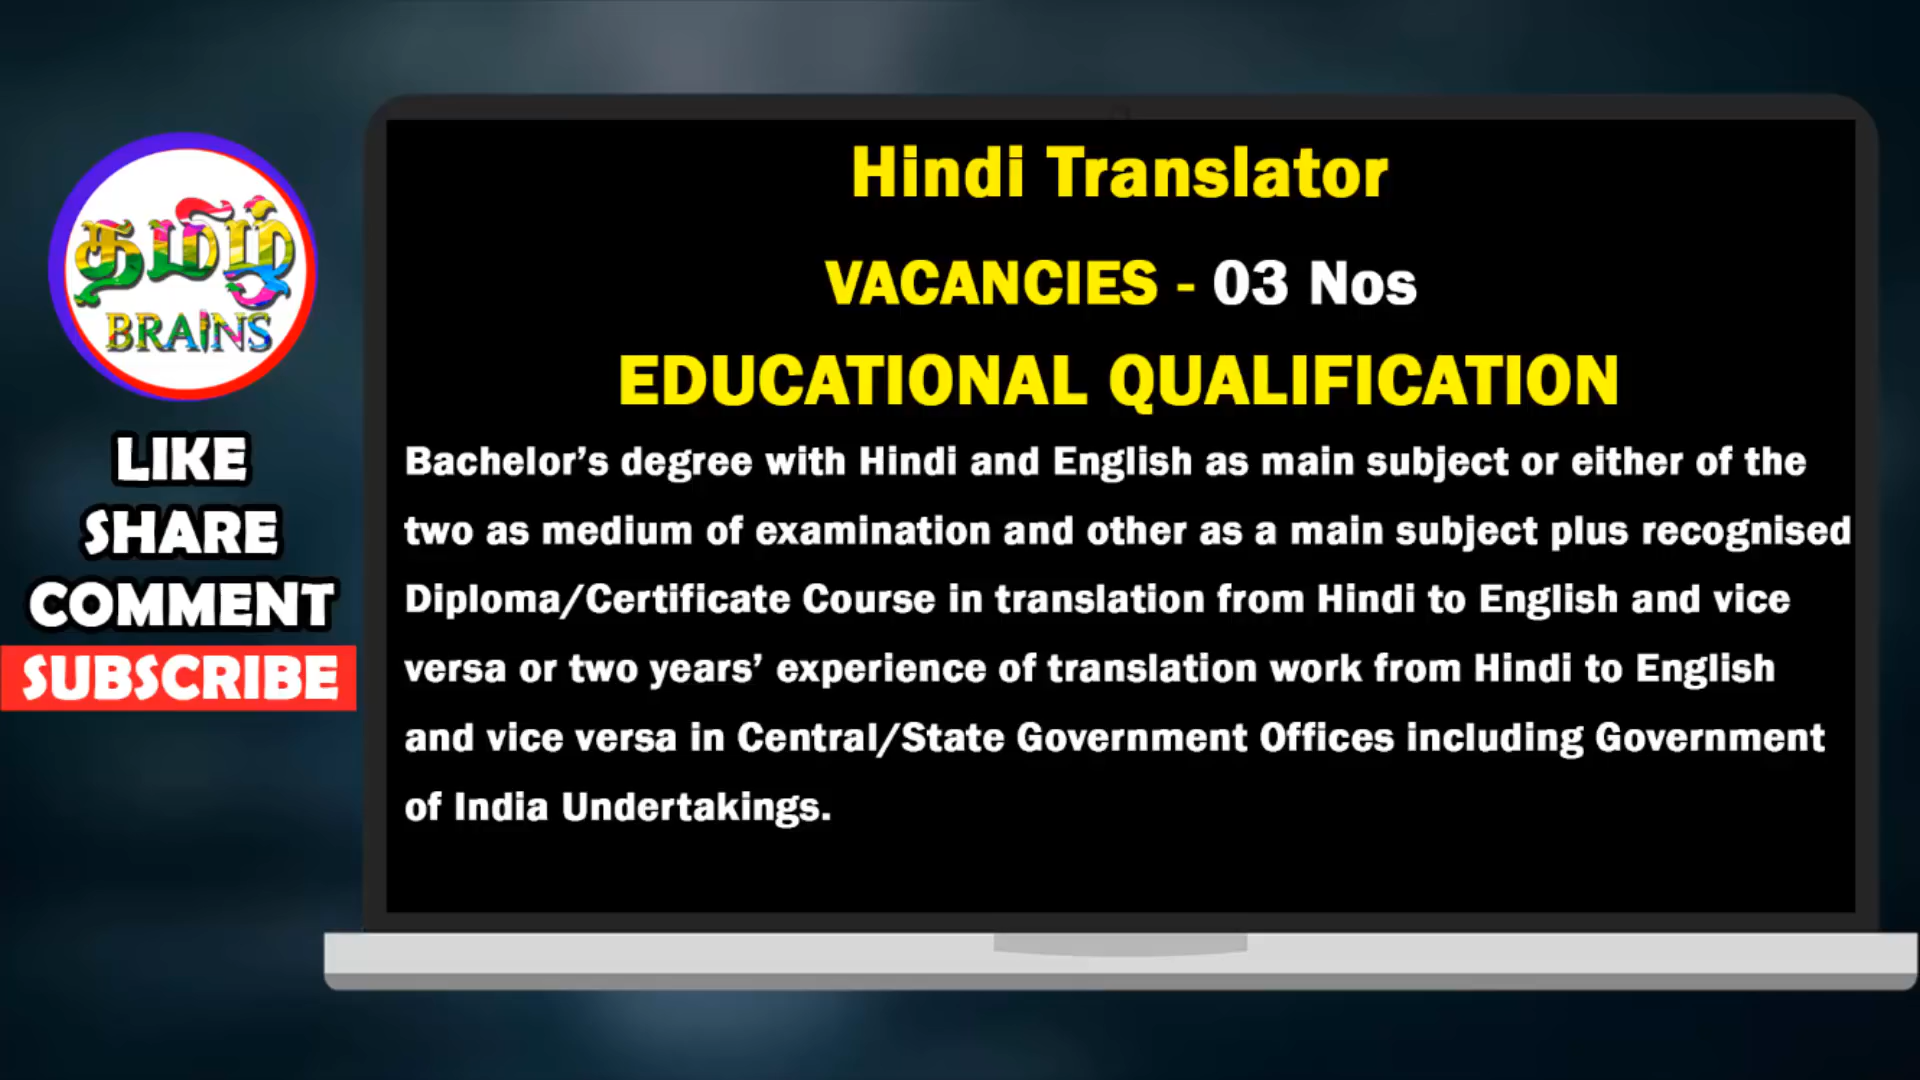 தமிழ்
BRAINS
LIKE
SHARE
COMMENT
SUBSCRIBE
Hindi Translator
VACANCIES - 03 Nos
EDUCATIONAL QUALIFICATION
Bachelor’s degree with Hindi and English as main subject or either of the
two as medium of examination and other as a main subject plus recognised
Diploma/Certificate Course in translation from Hindi to English and vice
versa or two years’ experience of translation work from Hindi to English
and vice versa in Central/State Government Offices including Government
of India Undertakings.